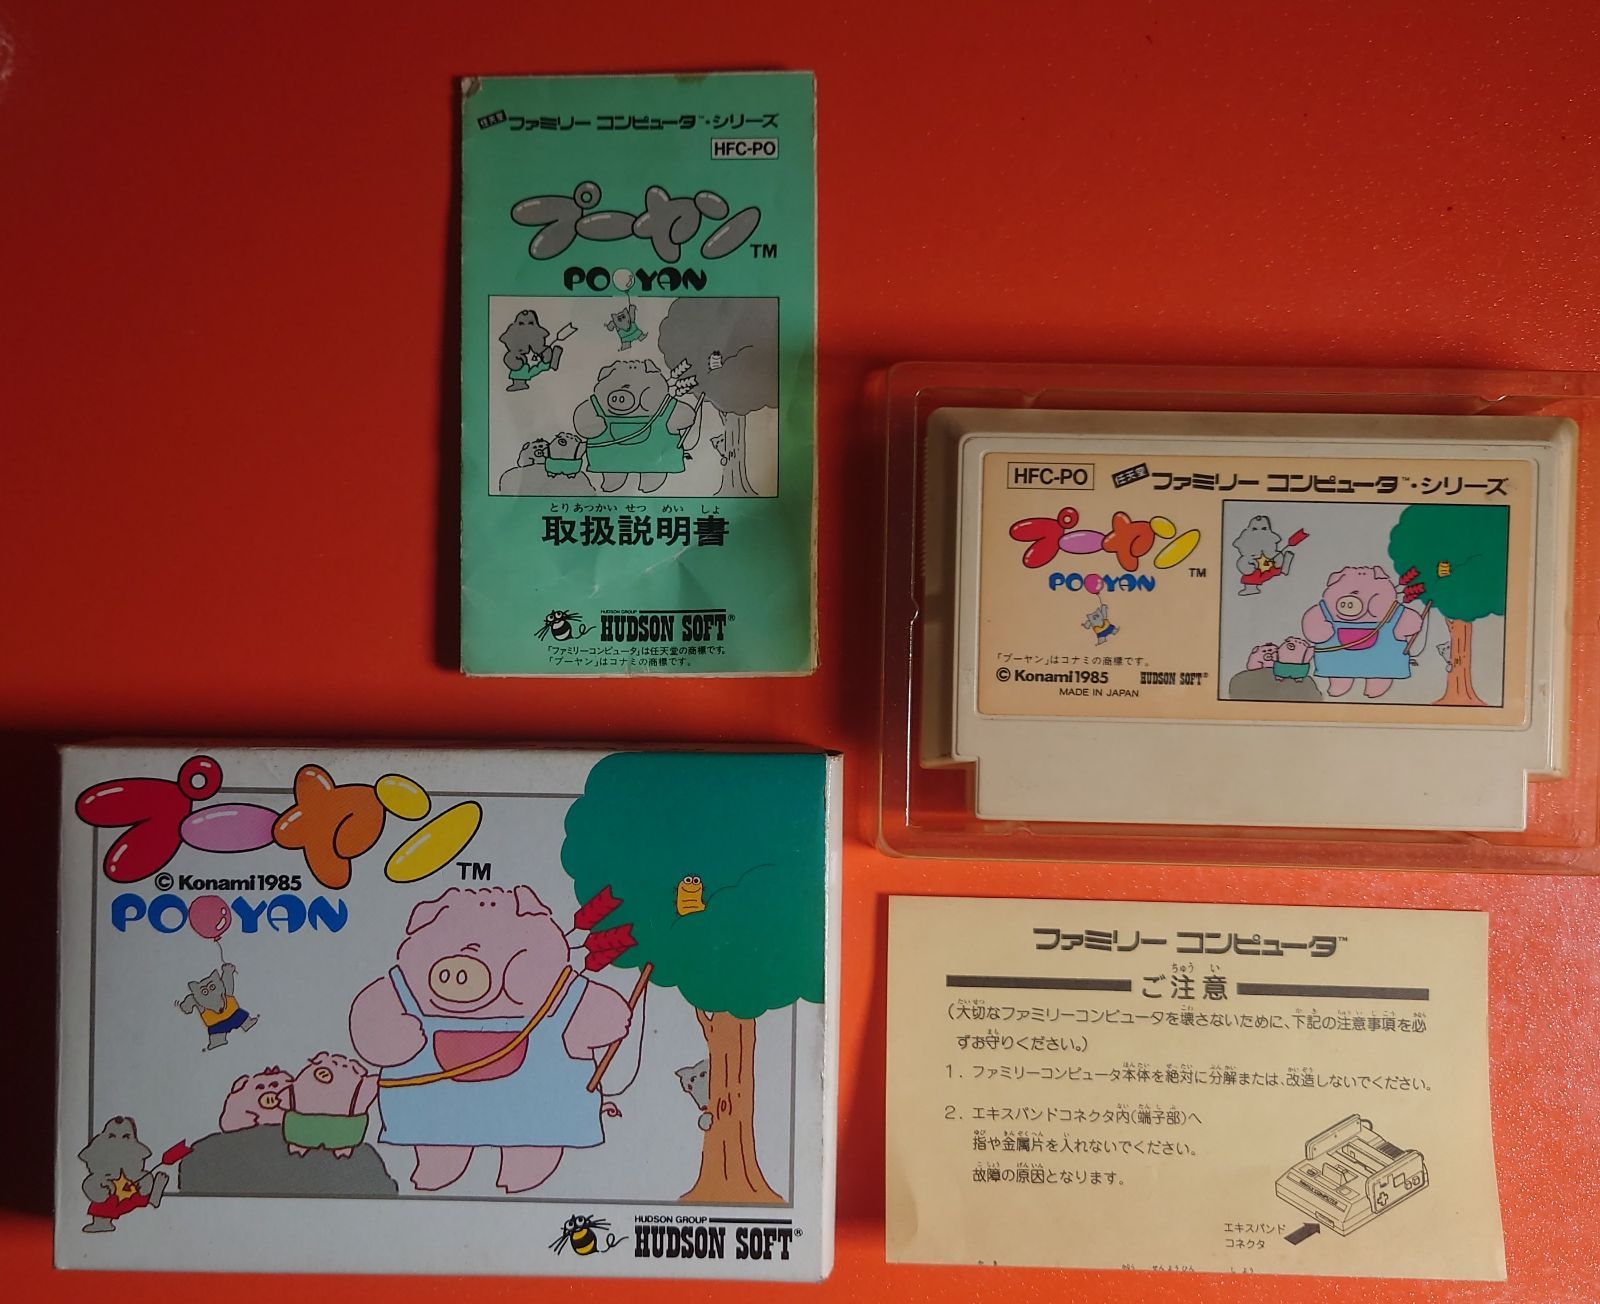 任天堂 ファミリー コンピュータ™・シリーズ
HFC-PO
プーヤン™
POOYAN
とりあつかいせつめいしょ
取扱説明書
HUDSON GROUP
HUDSON SOFT®
「ファミリーコンピュータ」は任天堂の商標です。
「プーヤン」はコナミの商標です。
HFC-PO
任天堂 ファミリー コンピュータ™・シリーズ
プーヤン™
POOYAN
「プーヤン」はコナミの商標です。
© Konami 1985 HUDSON SOFT®
MADE IN JAPAN
プーヤン™
© Konami 1985
POOYAN
HUDSON GROUP
HUDSON SOFT®
ファミリー コンピュータ™
ちゅうい
ご注意
(大切なファミリーコンピュータを壊さないために、下記の注意事項を必
ずお守りください。)
1. ファミリーコンピュータ本体を絶対に分解または、改造しないでください。
2. エキスパンドコネクタ内(端子部)へ
指や金属片を入れないでください。
故障の原因となります。
エキスパンド
コネクタ